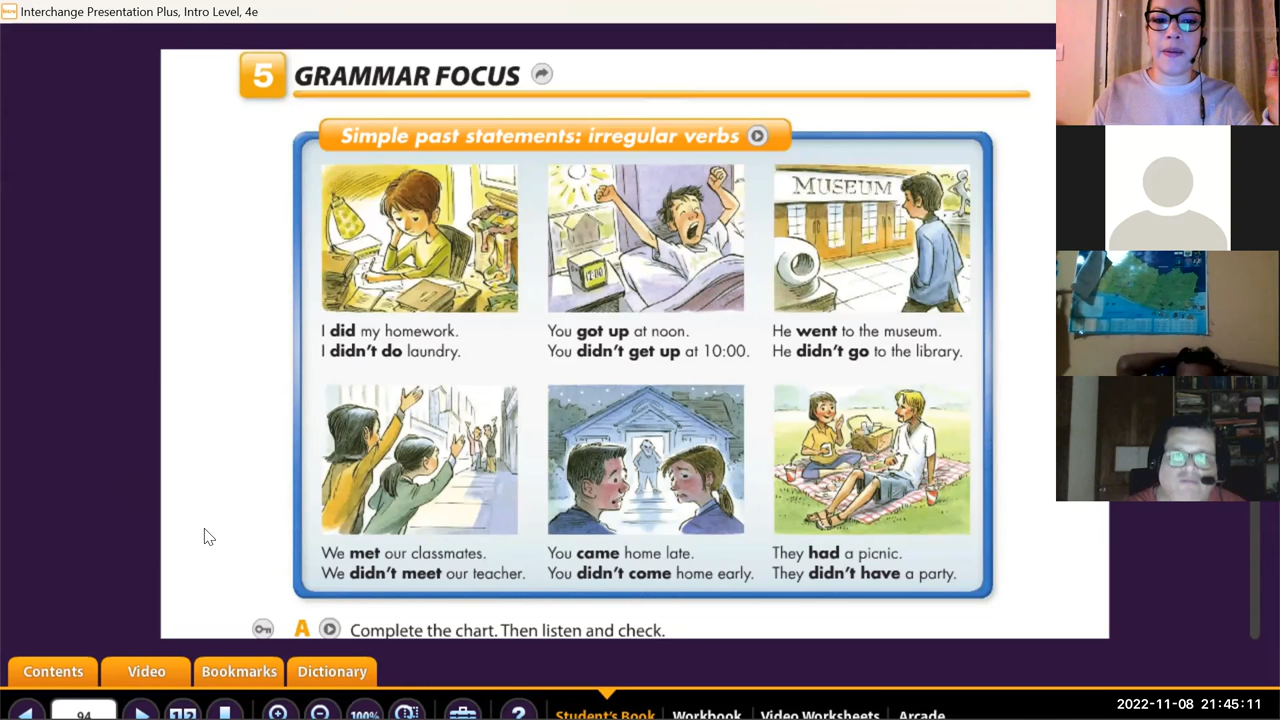 Interchange Presentation Plus, Intro Level, 4e
5 GRAMMAR FOCUS
Simple past statements: irregular verbs
MUSEUM
12:00
I did my homework.
I didn't do laundry.
You got up at noon.
You didn't get up at 10:00.
He went to the museum.
He didn't go to the library.
We met our classmates.
We didn't meet our teacher.
You came home late.
You didn't come home early.
They had a picnic.
They didn't have a party.
A Complete the chart. Then listen and check.
Contents Video Bookmarks Dictionary
94 100% ? Student's Book Workbook Video Worksheets Arcade
2022-11-08 21:45:11